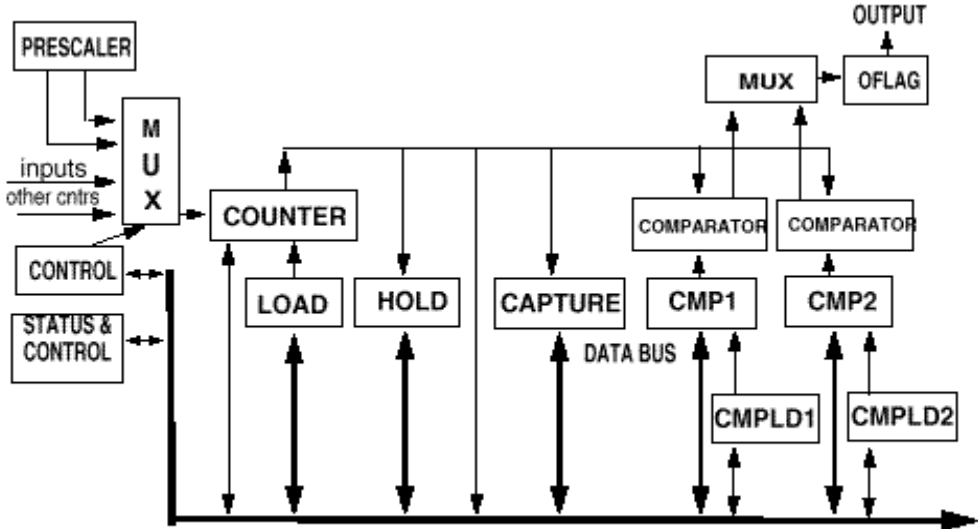 OUTPUT
PRESCALER
MUX
OFLAG
M
U
X
inputs
other cntrs
COUNTER
COMPARATOR
COMPARATOR
CONTROL
LOAD
HOLD
CAPTURE
CMP1
CMP2
STATUS &
CONTROL
DATA BUS
CMPLD1
CMPLD2